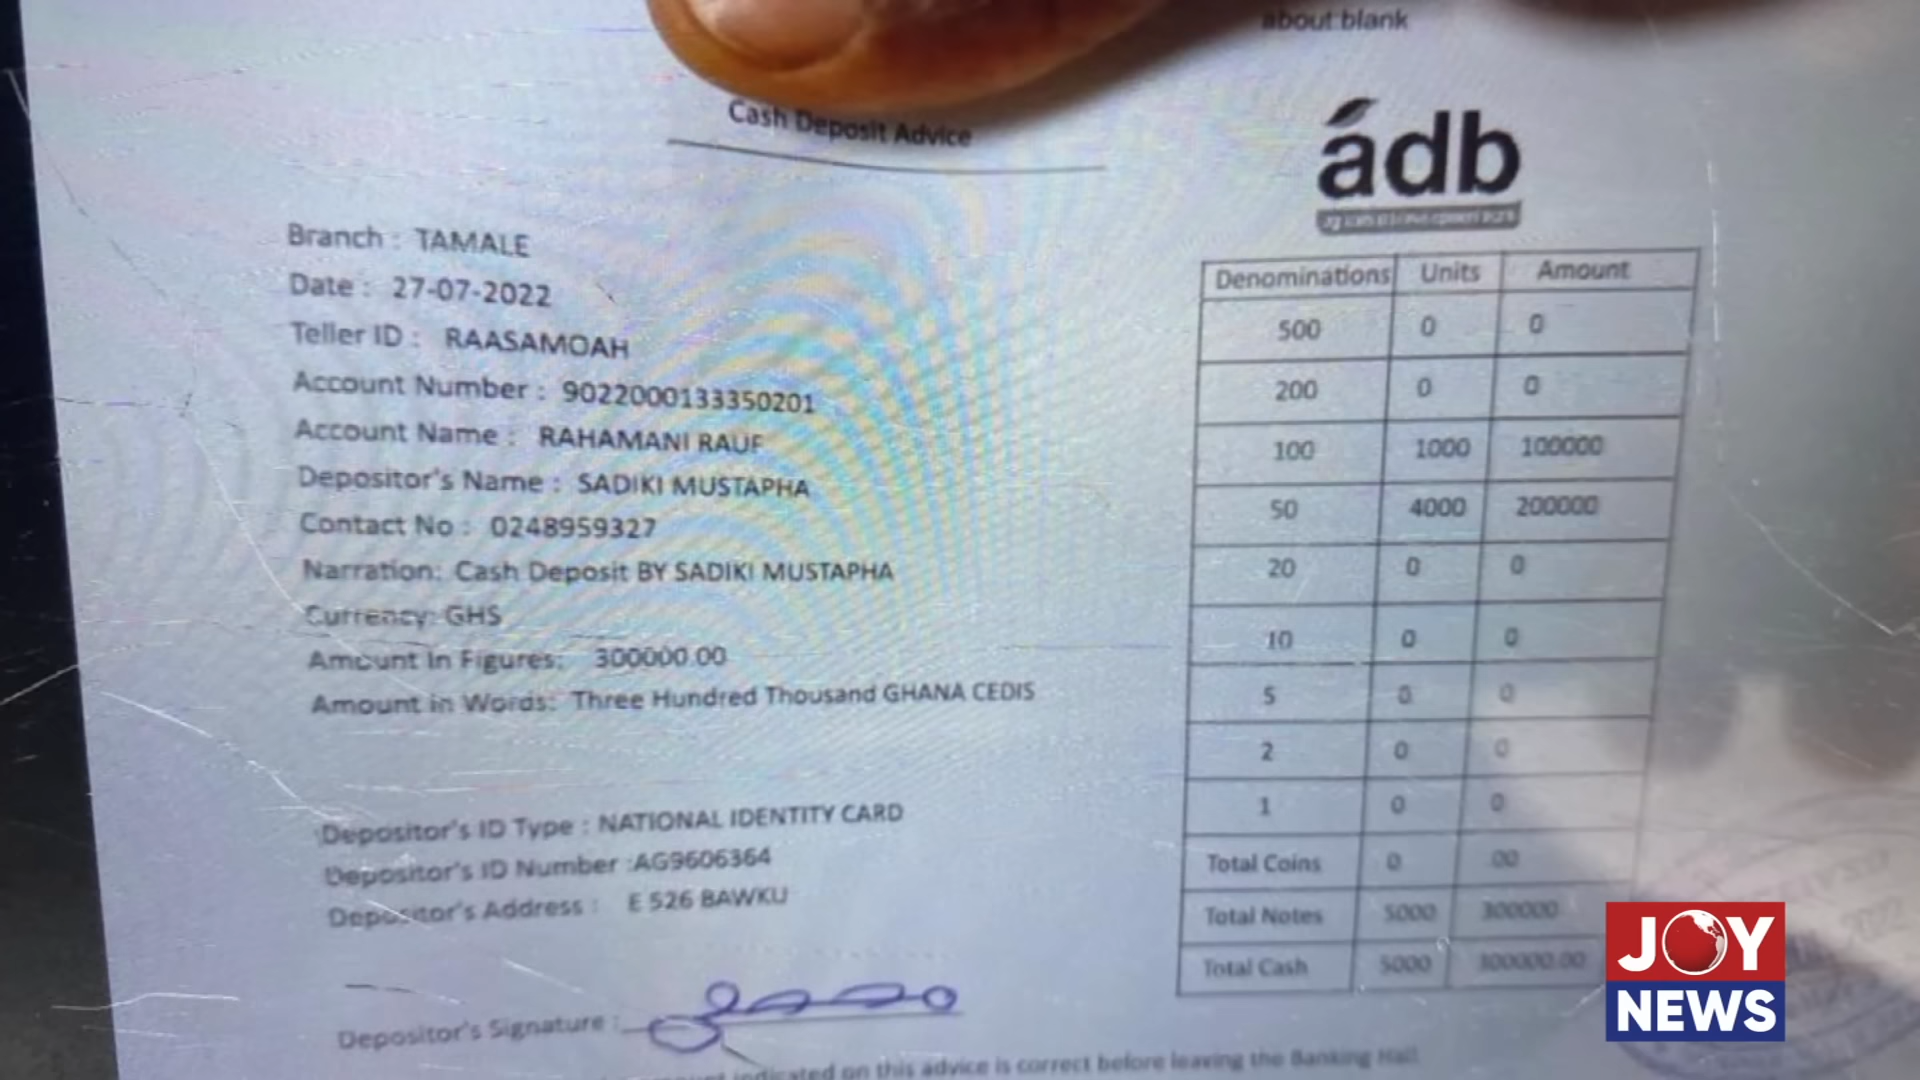 about:blank
Cash Deposit Advice
adb
Branch : TAMALE
Date : 27-07-2022
Teller ID : RAASAMOAH
Account Number : 9022000133350201
Account Name : RAHAMANI RAUF
Depositor's Name : SADIKI MUSTAPHA
Contact No : 0248959327
Narration: Cash Deposit BY SADIKI MUSTAPHA
Currency: GHS
Amount In Figures: 300000.00
Amount in Words: Three Hundred Thousand GHANA CEDIS
Depositor's ID Type : NATIONAL IDENTITY CARD
Depositor's ID Number :AG9606364
Depositor's Address : E 526 BAWKU
Depositor's Signature :
indicated on this advice is correct before leaving the Banking Hall
Denominations Units Amount
500 0 0
200 0 0
100 1000 100000
50 4000 200000
20 0 0
10 0 0
5 0 0
2 0 0
1 0 0
Total Coins 0 00
Total Notes 5000 300000
Total Cash 5000 300000.00
JOY
NEWS